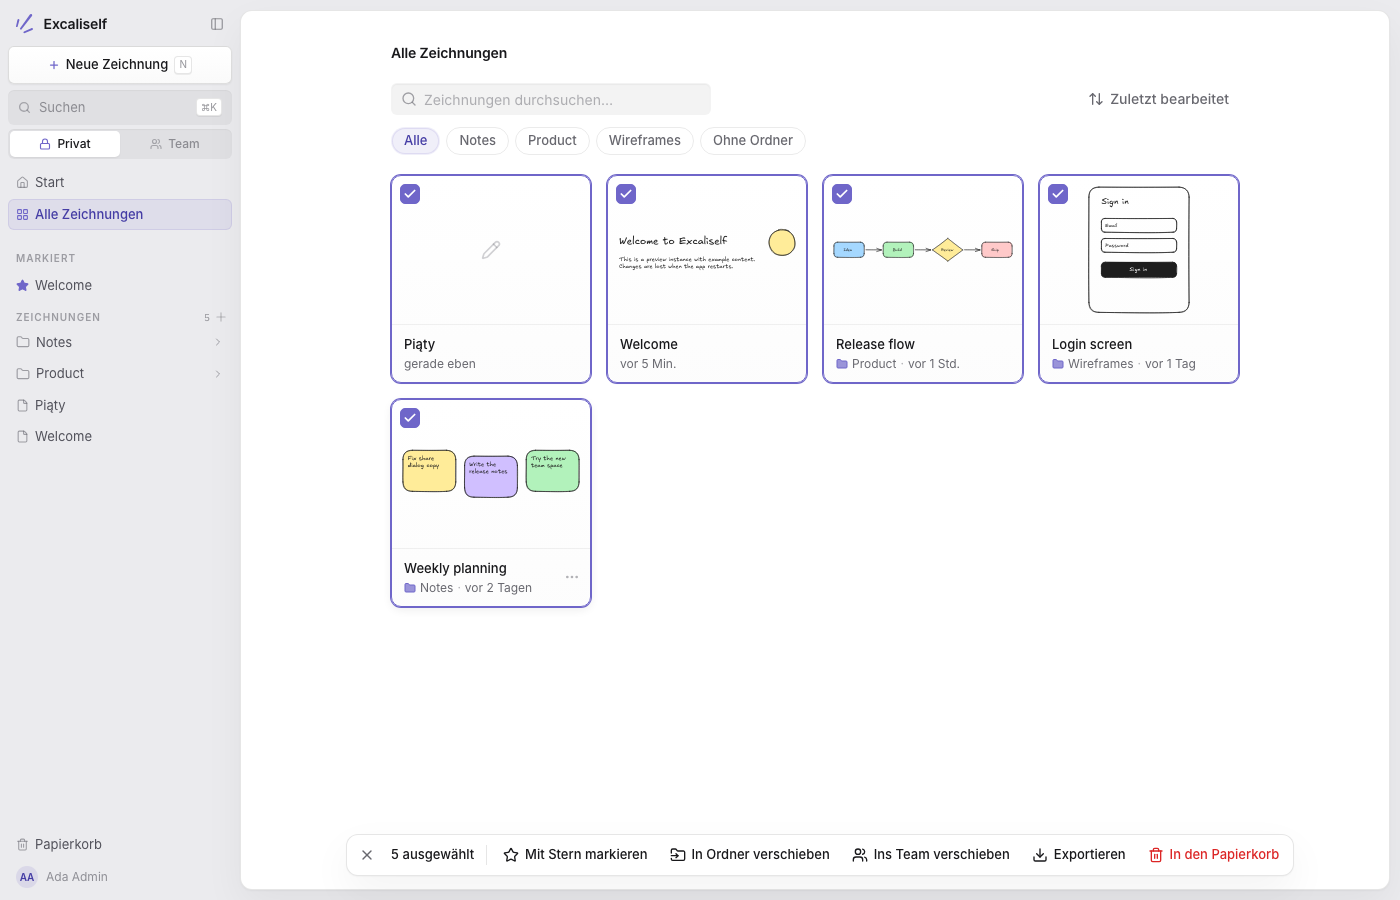 Excaliself
Neue Zeichnung N
Suchen ⌘K
Privat Team
Start
Alle Zeichnungen
MARKIERT
Welcome
ZEICHNUNGEN 5
Notes
Product
Piąty
Welcome
Papierkorb
AA Ada Admin
Alle Zeichnungen
Zeichnungen durchsuchen...
Zuletzt bearbeitet
Alle Notes Product Wireframes Ohne Ordner
Piąty
gerade eben
Welcome to Excaliself
This is a preview instance with example content.
Changes are lost when the app restarts.
Welcome
vor 5 Min.
Idea Build Review Ship
Release flow
Product · vor 1 Std.
Sign in
Email
Password
Sign in
Login screen
Wireframes · vor 1 Tag
Fix share
dialog copy
Write the
release notes
Try the new
team space
Weekly planning
Notes · vor 2 Tagen
5 ausgewählt
Mit Stern markieren
In Ordner verschieben
Ins Team verschieben
Exportieren
In den Papierkorb